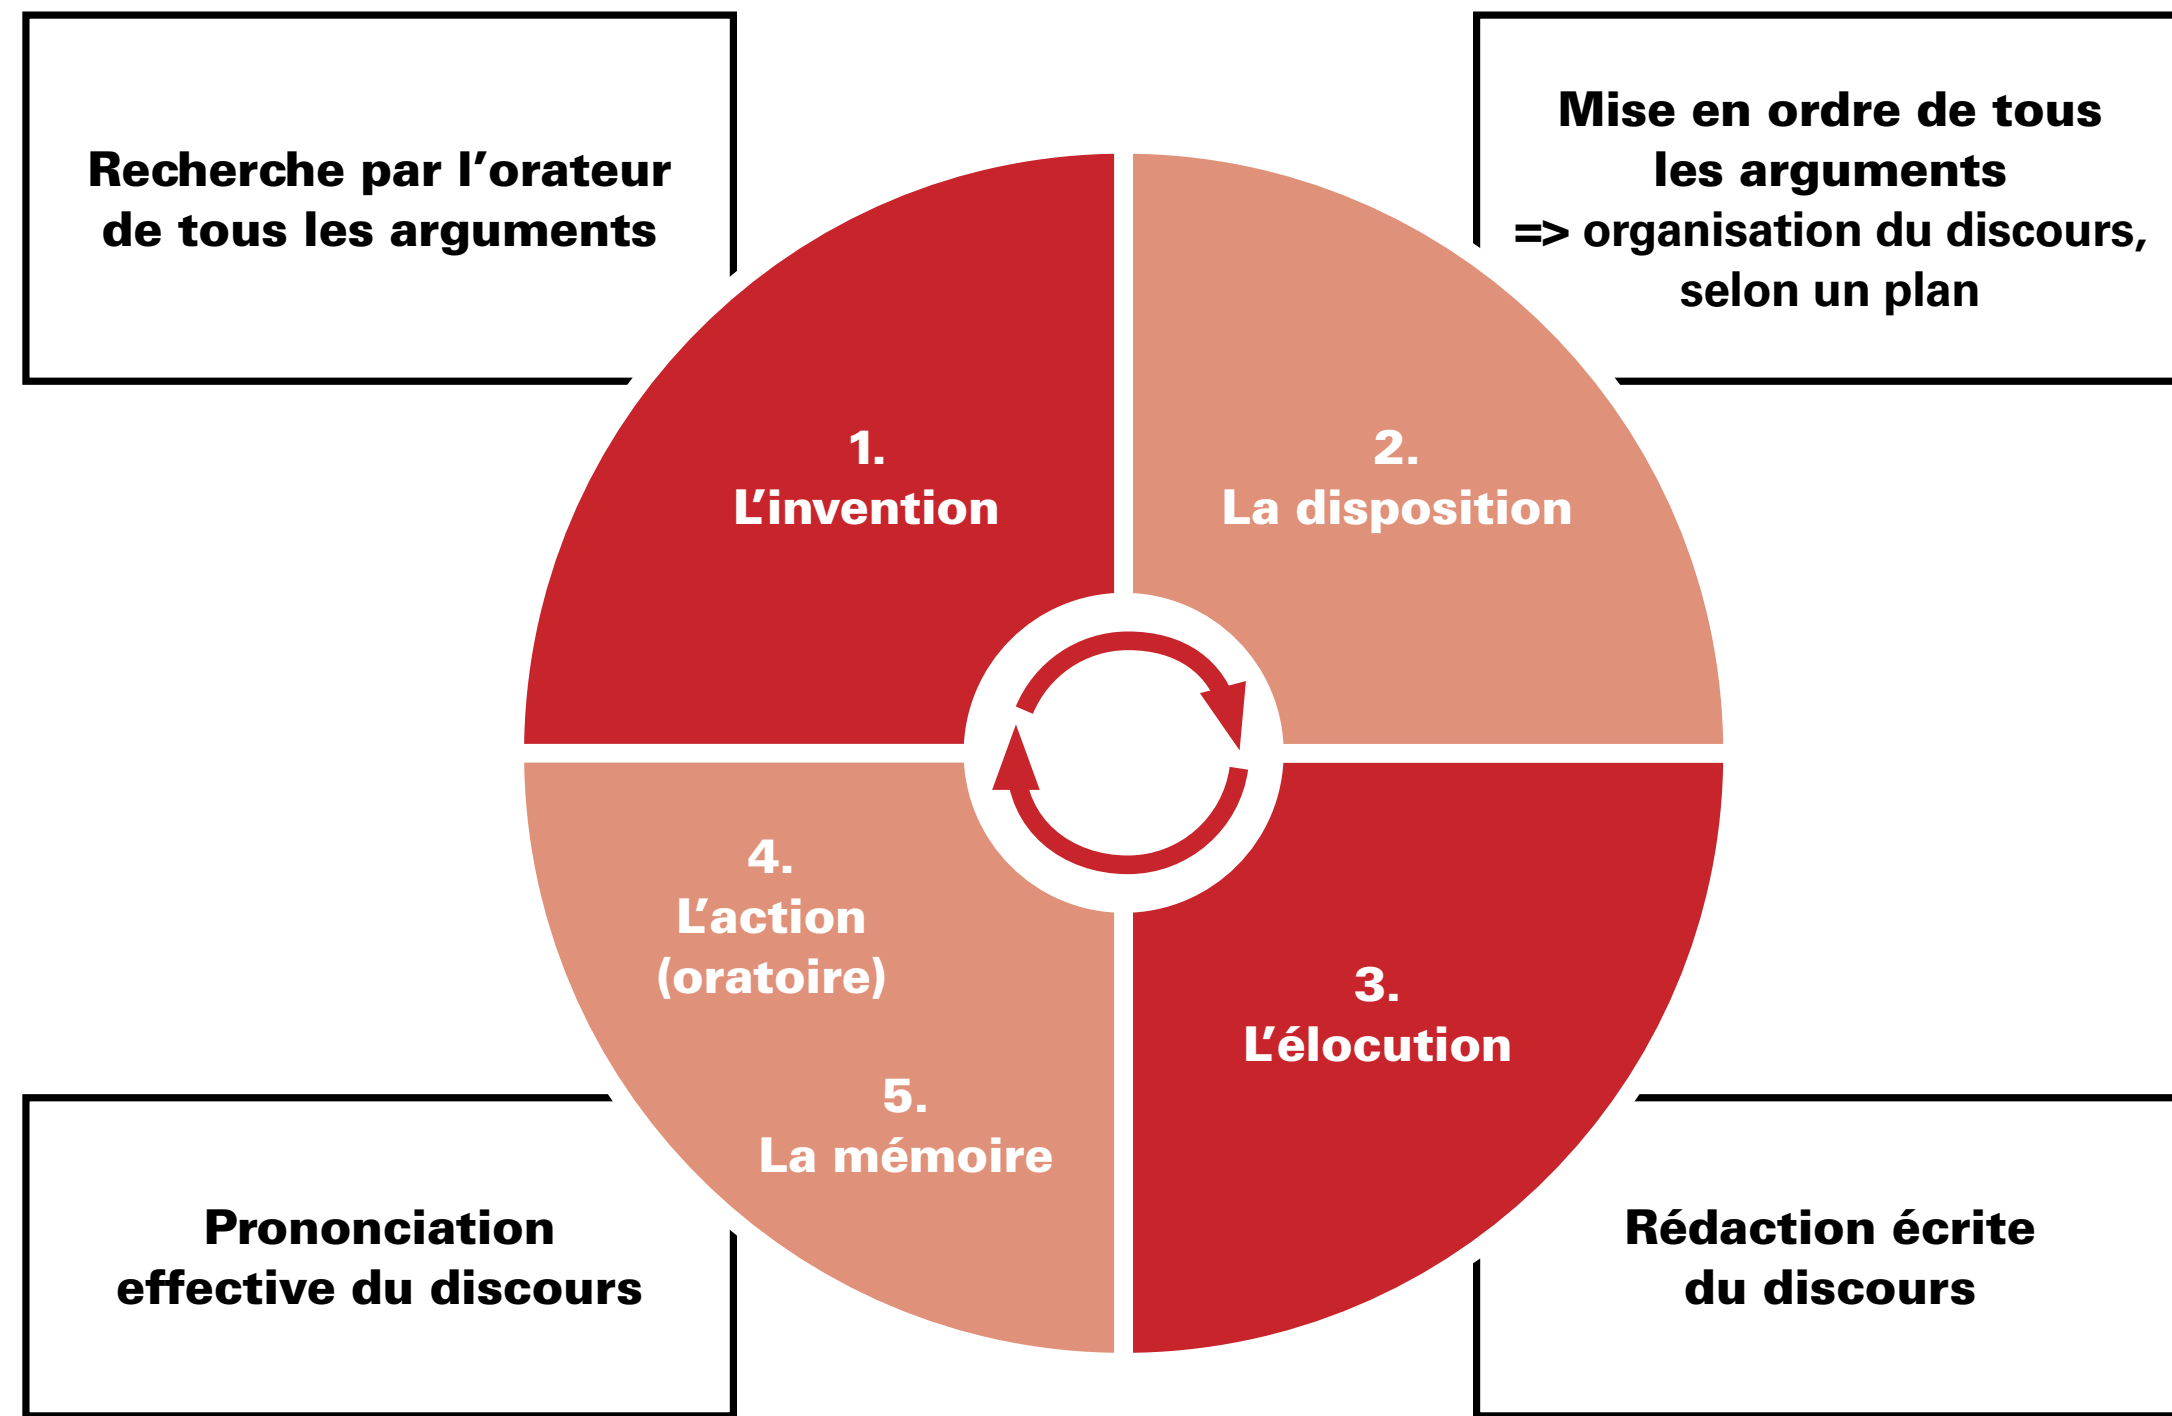 Recherche par l’orateur
de tous les arguments
Mise en ordre de tous
les arguments
=> organisation du discours,
selon un plan
1.
L’invention
2.
La disposition
3.
L’élocution
4.
L’action
(oratoire)
5.
La mémoire
Prononciation
effective du discours
Rédaction écrite
du discours